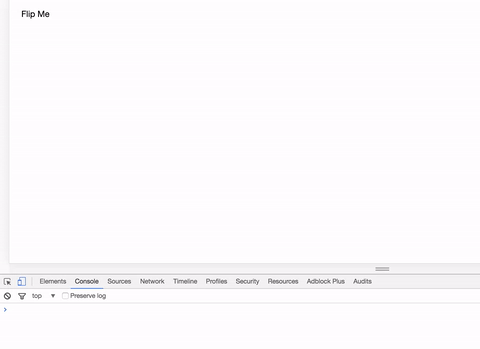 Flip Me
Elements Console Sources Network Timeline Profiles Security Resources Adblock Plus Audits
top Preserve log